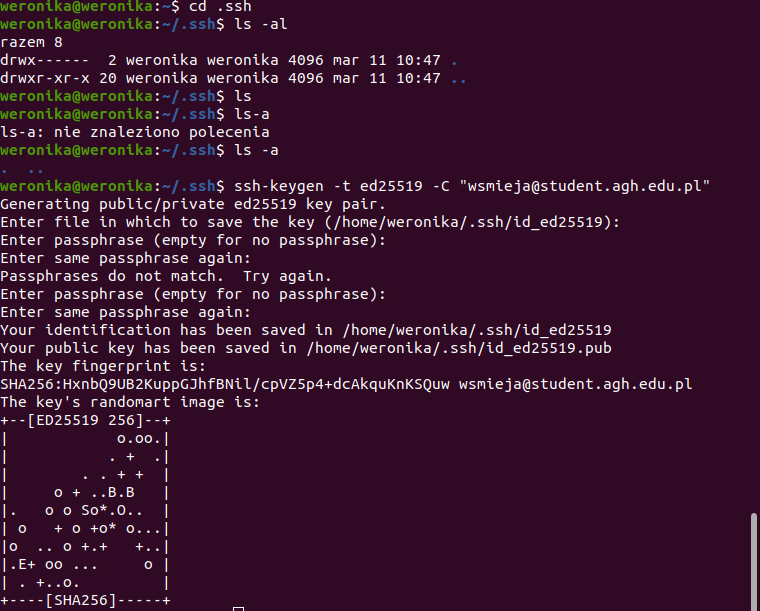 weronika@weronika:~$ cd .ssh
weronika@weronika:~/.ssh$ ls -al
razem 8
drwx------  2 weronika weronika 4096 mar 11 10:47 .
drwxr-xr-x 20 weronika weronika 4096 mar 11 10:47 ..
weronika@weronika:~/.ssh$ ls
weronika@weronika:~/.ssh$ ls-a
ls-a: nie znaleziono polecenia
weronika@weronika:~/.ssh$ ls -a
.  ..
weronika@weronika:~/.ssh$ ssh-keygen -t ed25519 -C "wsmieja@student.agh.edu.pl"
Generating public/private ed25519 key pair.
Enter file in which to save the key (/home/weronika/.ssh/id_ed25519):
Enter passphrase (empty for no passphrase):
Enter same passphrase again:
Passphrases do not match.  Try again.
Enter passphrase (empty for no passphrase):
Enter same passphrase again:
Your identification has been saved in /home/weronika/.ssh/id_ed25519
Your public key has been saved in /home/weronika/.ssh/id_ed25519.pub
The key fingerprint is:
SHA256:HxnbQ9UB2KuppGJhfBNil/cpVZ5p4+dcAkquKnKSQuw wsmieja@student.agh.edu.pl
The key's randomart image is:
+--[ED25519 256]--+
|            o.oo.|
|           . +  .|
|        . . + +  |
|     o + ..B.B   |
|.   o o So*.O..  |
| o   + o +o* o...|
|o  .. o +.+   +..|
|.E+ oo ...     o |
| . +..o.         |
+----[SHA256]-----+